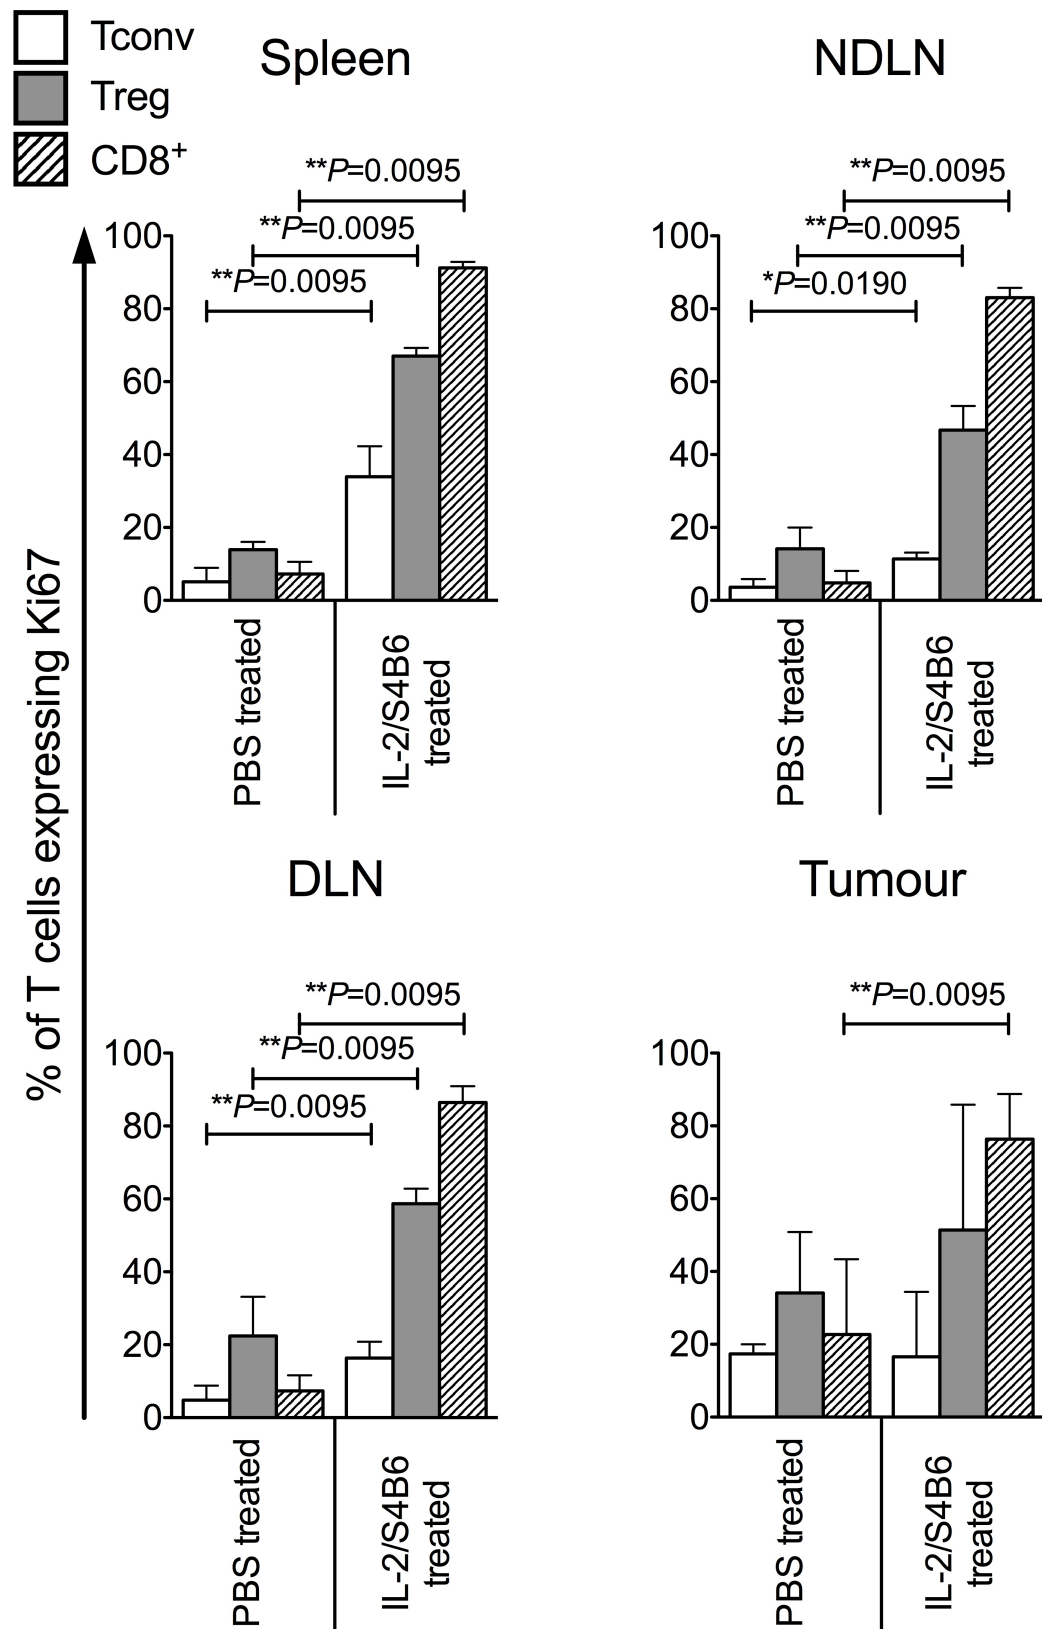 Tconv
Treg
CD8⁺
% of T cells expressing Ki67
Spleen
**P=0.0095
**P=0.0095
**P=0.0095
100
80
60
40
20
0
PBS treated
IL-2/S4B6
treated
NDLN
**P=0.0095
**P=0.0095
*P=0.0190
100
80
60
40
20
0
PBS treated
IL-2/S4B6
treated
DLN
**P=0.0095
**P=0.0095
**P=0.0095
100
80
60
40
20
0
PBS treated
IL-2/S4B6
treated
Tumour
**P=0.0095
100
80
60
40
20
0
PBS treated
IL-2/S4B6
treated